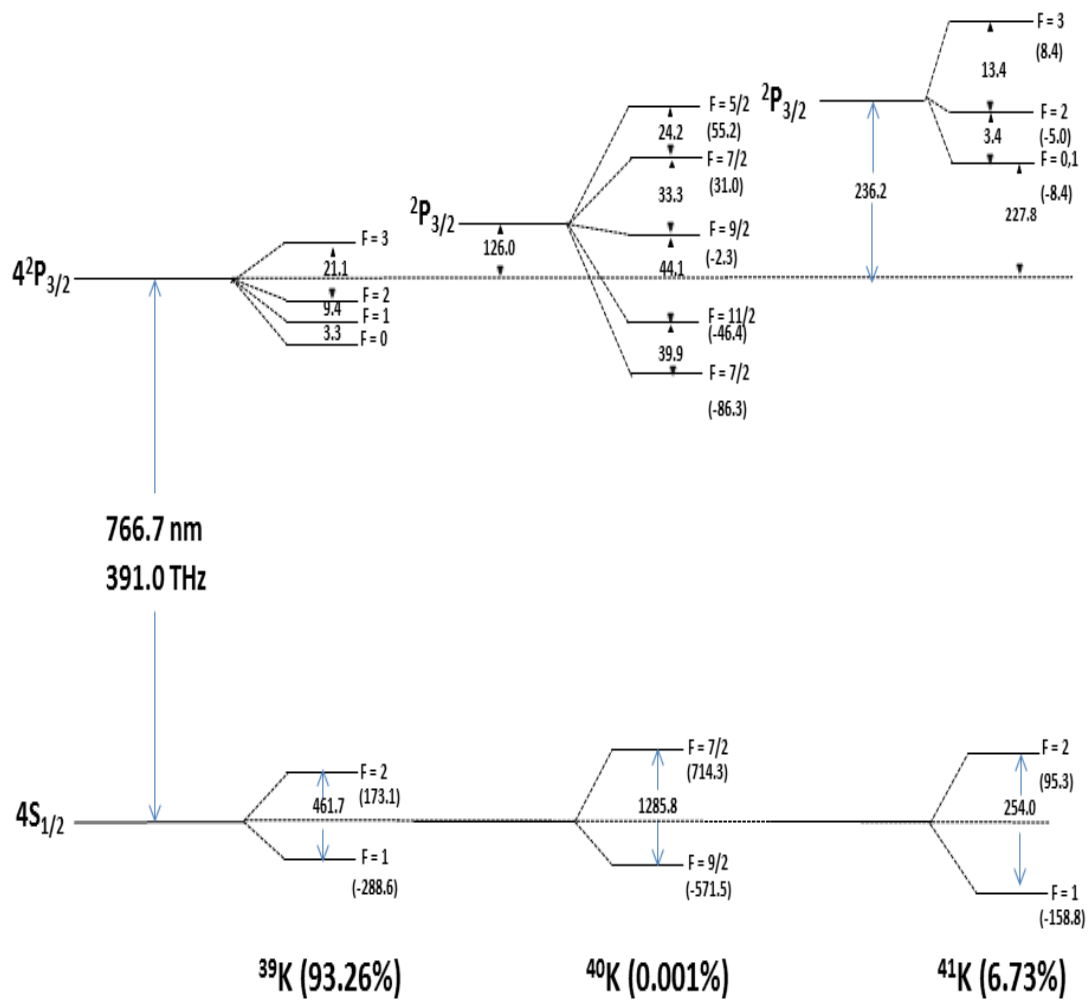 F = 3
(8.4)
13.4
²P₃/₂
F = 2
(-5.0)
3.4
F = 0,1
(-8.4)
236.2
227.8
F = 5/2
(55.2)
24.2
F = 7/2
(31.0)
33.3
²P₃/₂
126.0
F = 9/2
(-2.3)
44.1
F = 11/2
(-46.4)
39.9
F = 7/2
(-86.3)
4²P₃/₂
F = 3
21.1
F = 2
9.4
F = 1
3.3
F = 0
766.7 nm
391.0 THz
4S₁/₂
F = 2
(173.1)
461.7
F = 1
(-288.6)
F = 7/2
(714.3)
1285.8
F = 9/2
(-571.5)
F = 2
(95.3)
254.0
F = 1
(-158.8)
³⁹K (93.26%)
⁴⁰K (0.001%)
⁴¹K (6.73%)